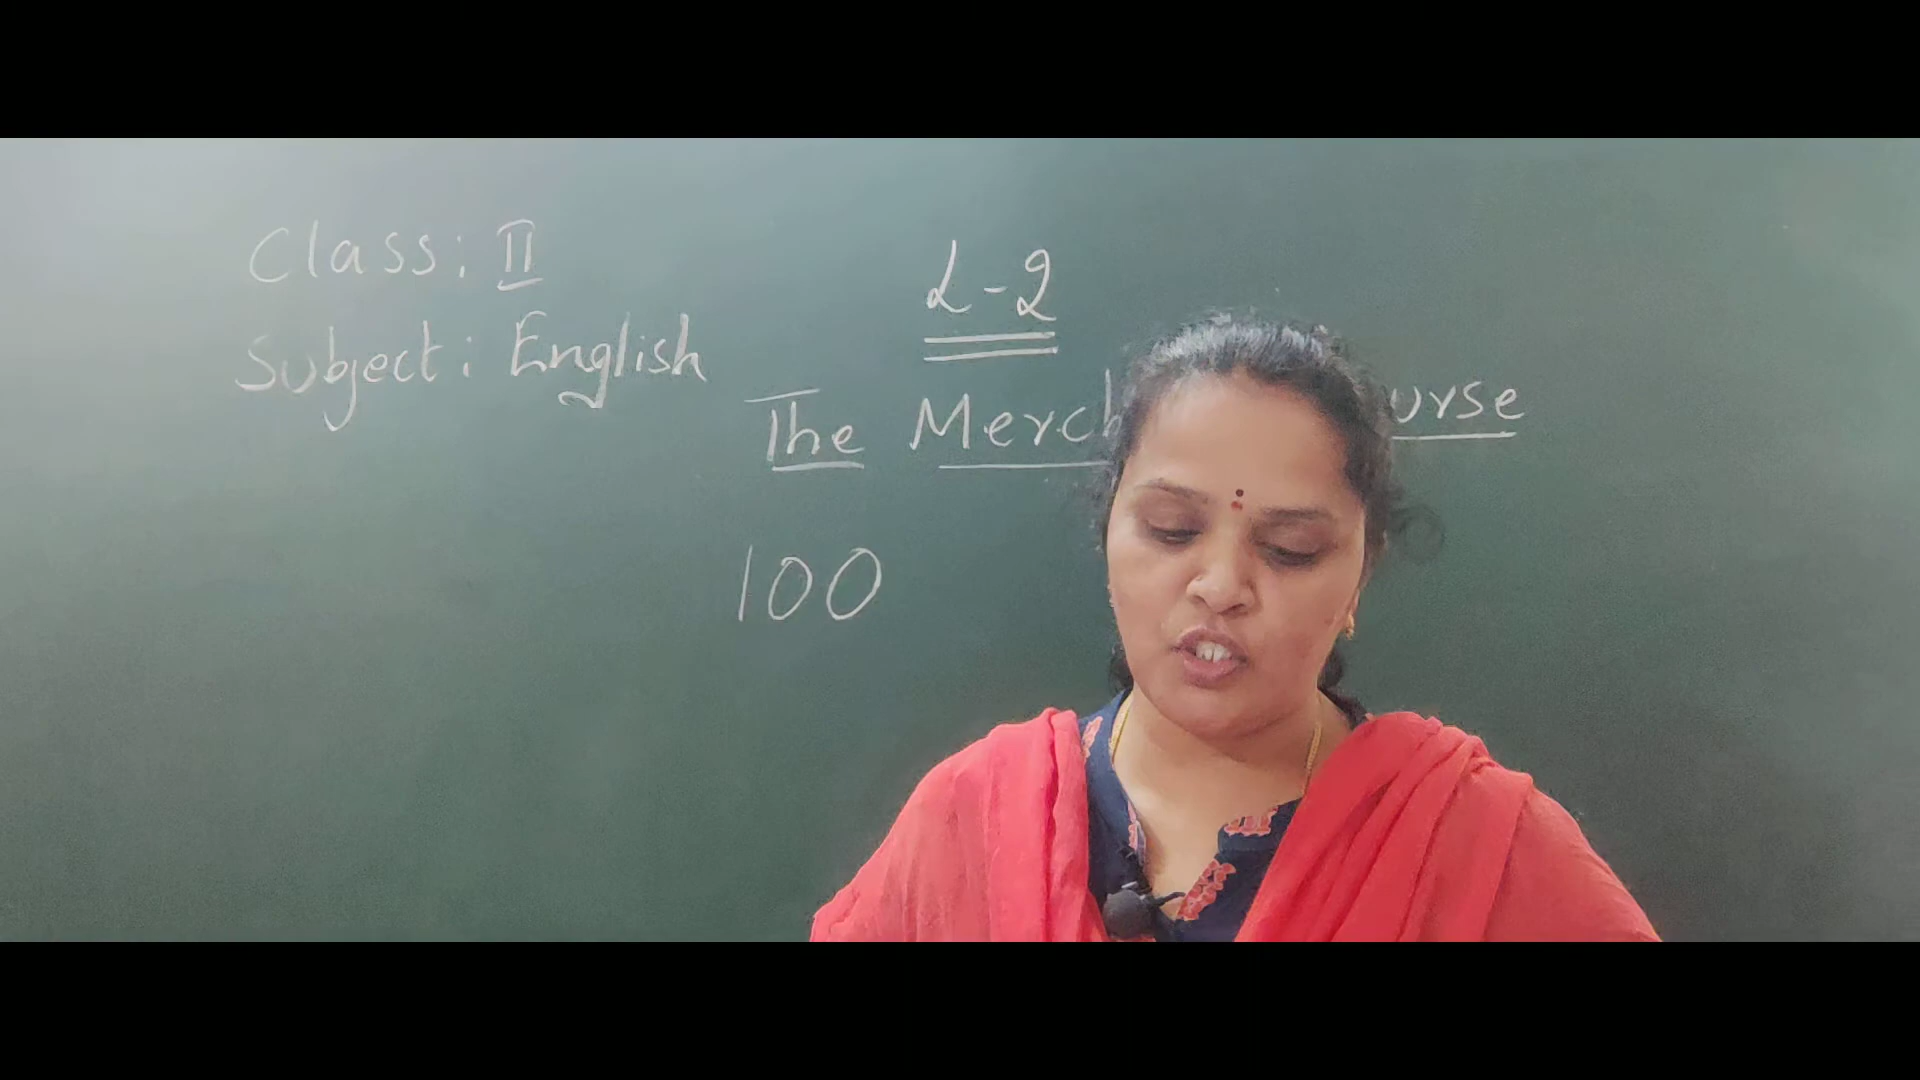 Class: II
Subject: English
L-2
The Merch urse
100